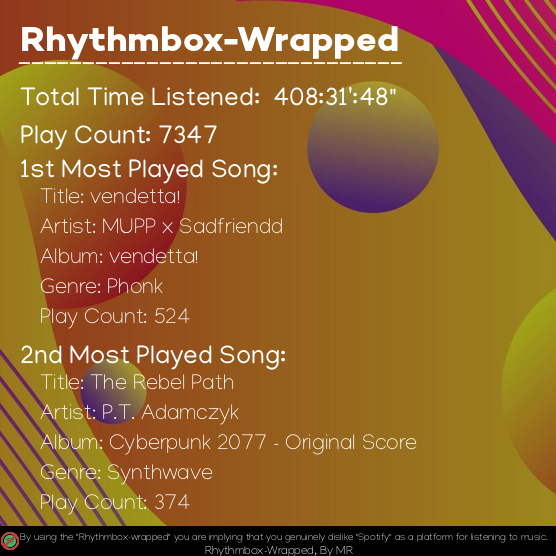 Rhythmbox-Wrapped
Total Time Listened: 408:31':48"
Play Count: 7347
1st Most Played Song:
Title: vendetta!
Artist: MUPP x Sadfriendd
Album: vendetta!
Genre: Phonk
Play Count: 524
2nd Most Played Song:
Title: The Rebel Path
Artist: P.T. Adamczyk
Album: Cyberpunk 2077 - Original Score
Genre: Synthwave
Play Count: 374
By using the "Rhythmbox-wrapped" you are implying that you genuinely dislike "Spotify" as a platform for listening to music.
Rhythmbox-Wrapped, By MR